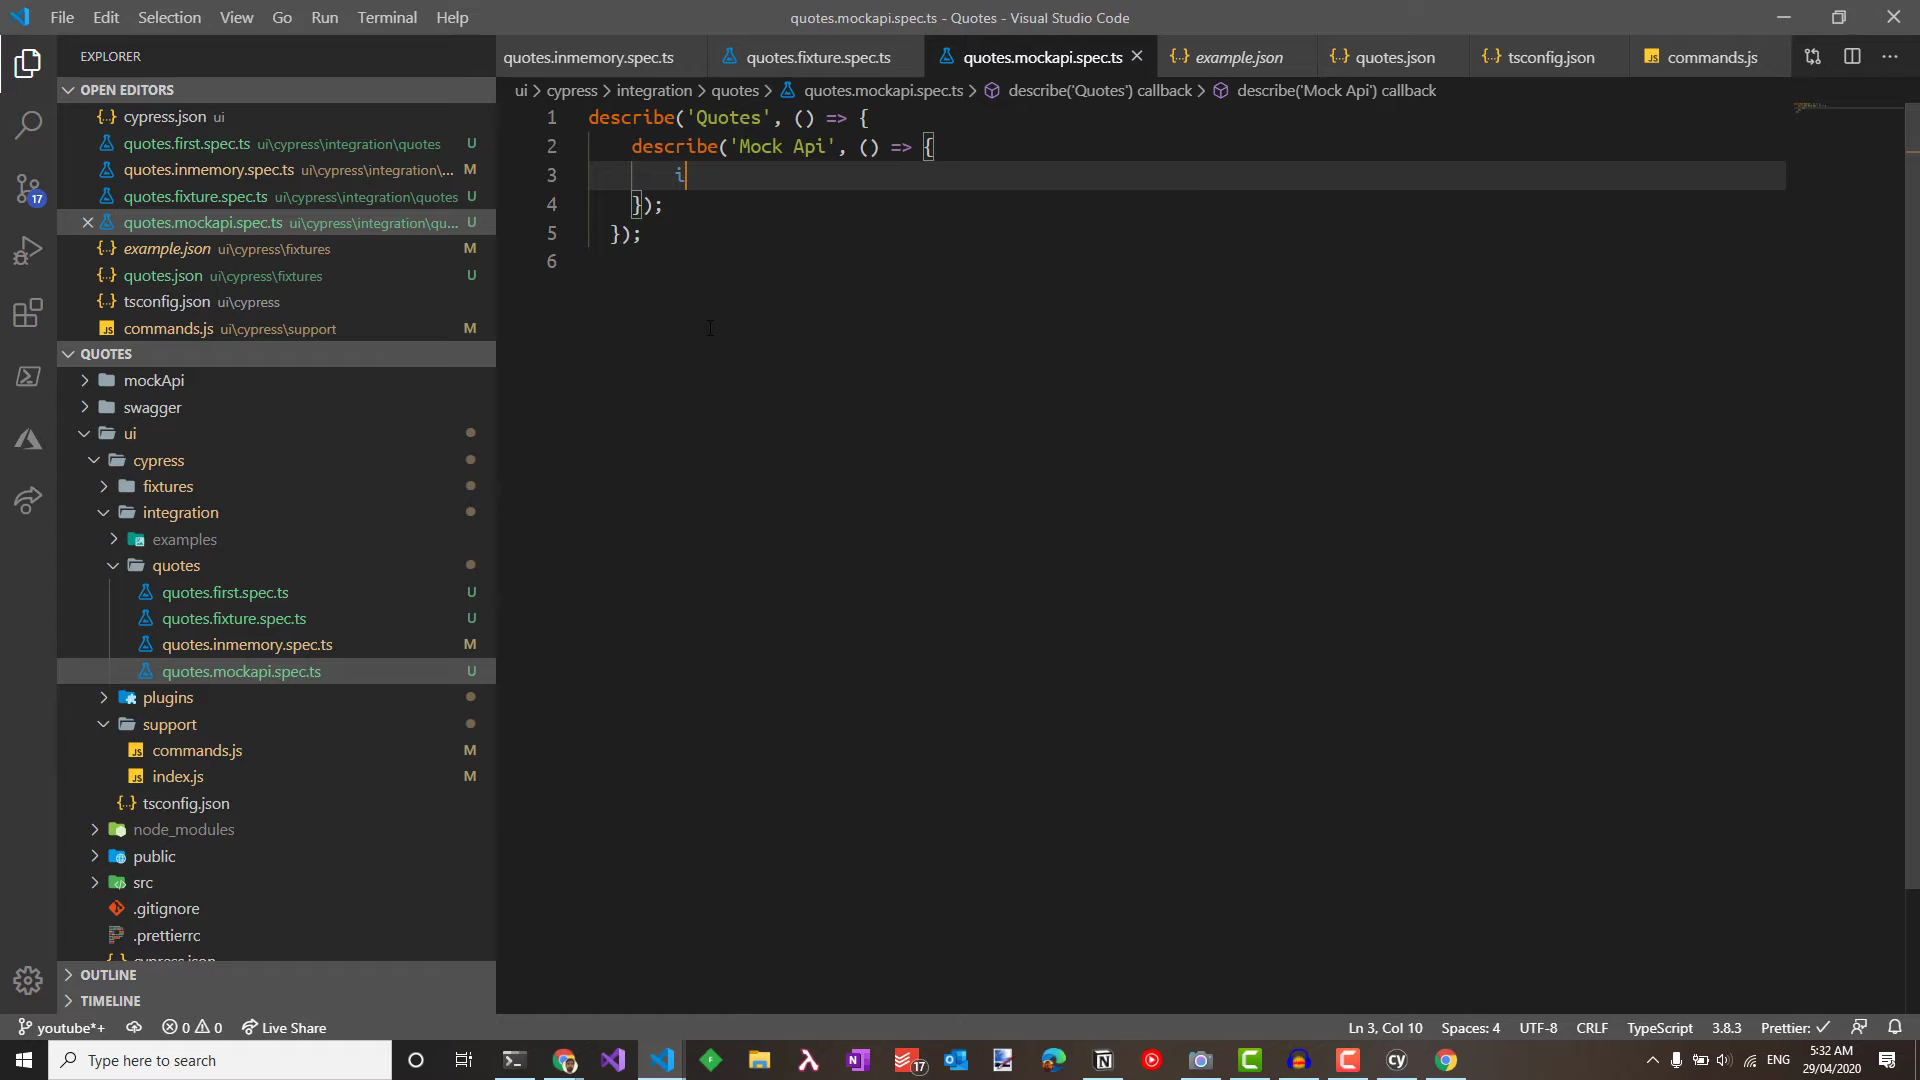 File Edit Selection View Go Run Terminal Help
quotes.mockapi.spec.ts - Quotes - Visual Studio Code
EXPLORER
quotes.inmemory.spec.ts
quotes.fixture.spec.ts
quotes.mockapi.spec.ts
example.json
quotes.json
tsconfig.json
commands.js
OPEN EDITORS
cypress.json ui
quotes.first.spec.ts ui\cypress\integration\quotes U
quotes.inmemory.spec.ts ui\cypress\integration\... M
quotes.fixture.spec.ts ui\cypress\integration\quotes U
quotes.mockapi.spec.ts ui\cypress\integration\qu... U
example.json ui\cypress\fixtures M
quotes.json ui\cypress\fixtures U
tsconfig.json ui\cypress
commands.js ui\cypress\support M
QUOTES
mockApi
swagger
ui
cypress
fixtures
integration
examples
quotes
quotes.first.spec.ts U
quotes.fixture.spec.ts U
quotes.inmemory.spec.ts M
quotes.mockapi.spec.ts U
plugins
support
commands.js M
index.js M
tsconfig.json
node_modules
public
src
.gitignore
.prettierrc
cypress.json
OUTLINE
TIMELINE
17
ui > cypress > integration > quotes > quotes.mockapi.spec.ts > describe('Quotes') callback > describe('Mock Api') callback
1 describe('Quotes', () => {
2 describe('Mock Api', () => {
3 i
4 });
5 });
6
youtube*+ 0 0 Live Share
Ln 3, Col 10 Spaces: 4 UTF-8 CRLF TypeScript 3.8.3 Prettier: ✓
Type here to search
17
cy
ENG
5:32 AM
29/04/2020